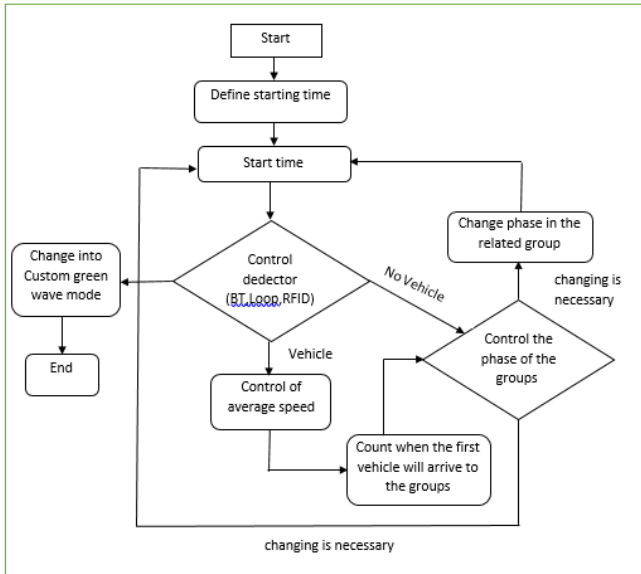 Start
Define starting time
Start time
Change phase in the
related group
Change into
Custom green
wave mode
Control
dedector
(BT,Loop,RFID)
No Vehicle
changing is
necessary
Control the
phase of the
groups
End
Vehicle
Control of
average speed
Count when the first
vehicle will arrive to
the groups
changing is necessary